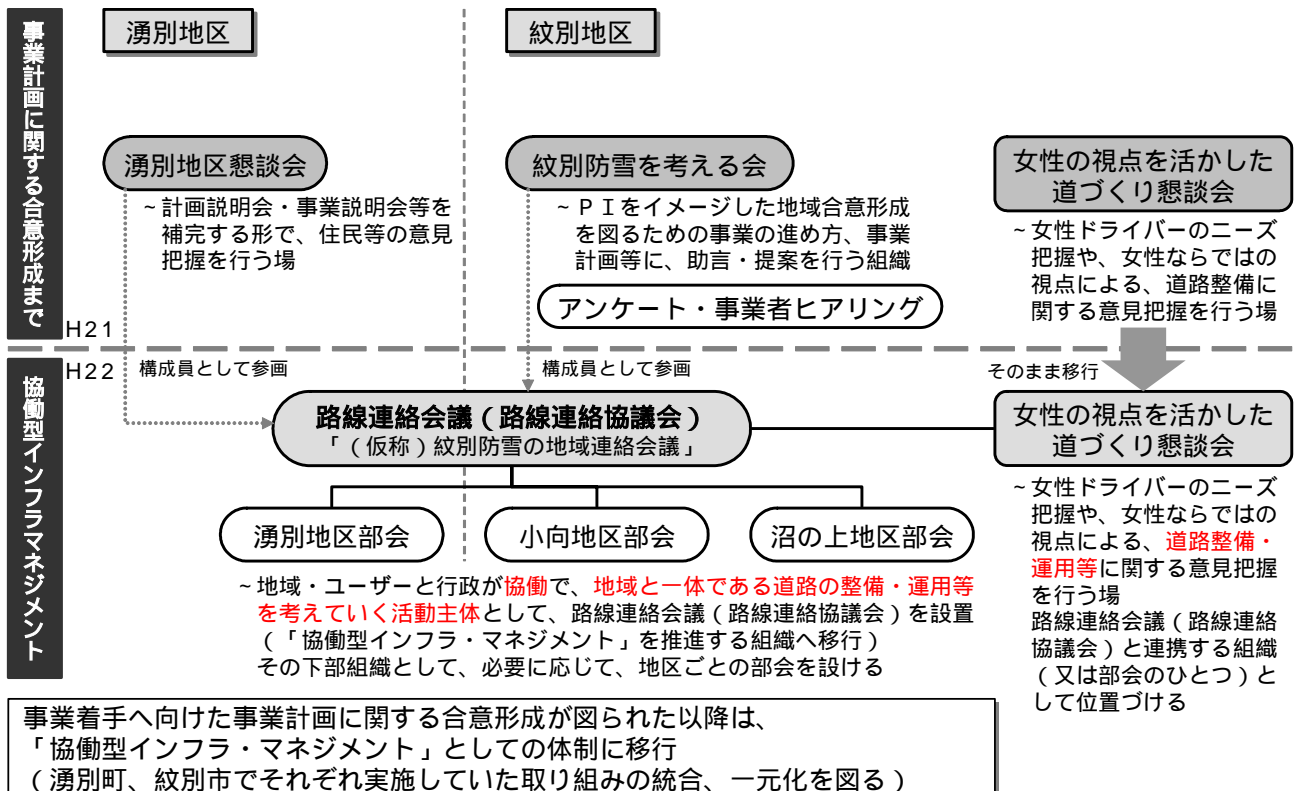 事業計画に関する合意形成まで
湧別地区
紋別地区
湧別地区懇談会
~計画説明会・事業説明会等を
補完する形で、住民等の意見
把握を行う場
紋別防雪を考える会
~ＰＩをイメージした地域合意形成
を図るための事業の進め方、事業
計画等に、助言・提案を行う組織
アンケート・事業者ヒアリング
女性の視点を活かした
道づくり懇談会
~女性ドライバーのニーズ
把握や、女性ならではの
視点による、道路整備に
関する意見把握を行う場
H21
H22
協働型インフラマネジメント
構成員として参画
構成員として参画
そのまま移行
路線連絡会議（路線連絡協議会）
「（仮称）紋別防雪の地域連絡会議」
湧別地区部会
小向地区部会
沼の上地区部会
~地域・ユーザーと行政が協働で、地域と一体である道路の整備・運用等
を考えていく活動主体として、路線連絡会議（路線連絡協議会）を設置
（「協働型インフラ・マネジメント」を推進する組織へ移行）
その下部組織として、必要に応じて、地区ごとの部会を設ける
女性の視点を活かした
道づくり懇談会
~女性ドライバーのニーズ
把握や、女性ならではの
視点による、道路整備・
運用等に関する意見把握
を行う場
路線連絡会議（路線連絡
協議会）と連携する組織
（又は部会のひとつ）と
して位置づける
事業着手へ向けた事業計画に関する合意形成が図られた以降は、
「協働型インフラ・マネジメント」としての体制に移行
（湧別町、紋別市でそれぞれ実施していた取り組みの統合、一元化を図る）